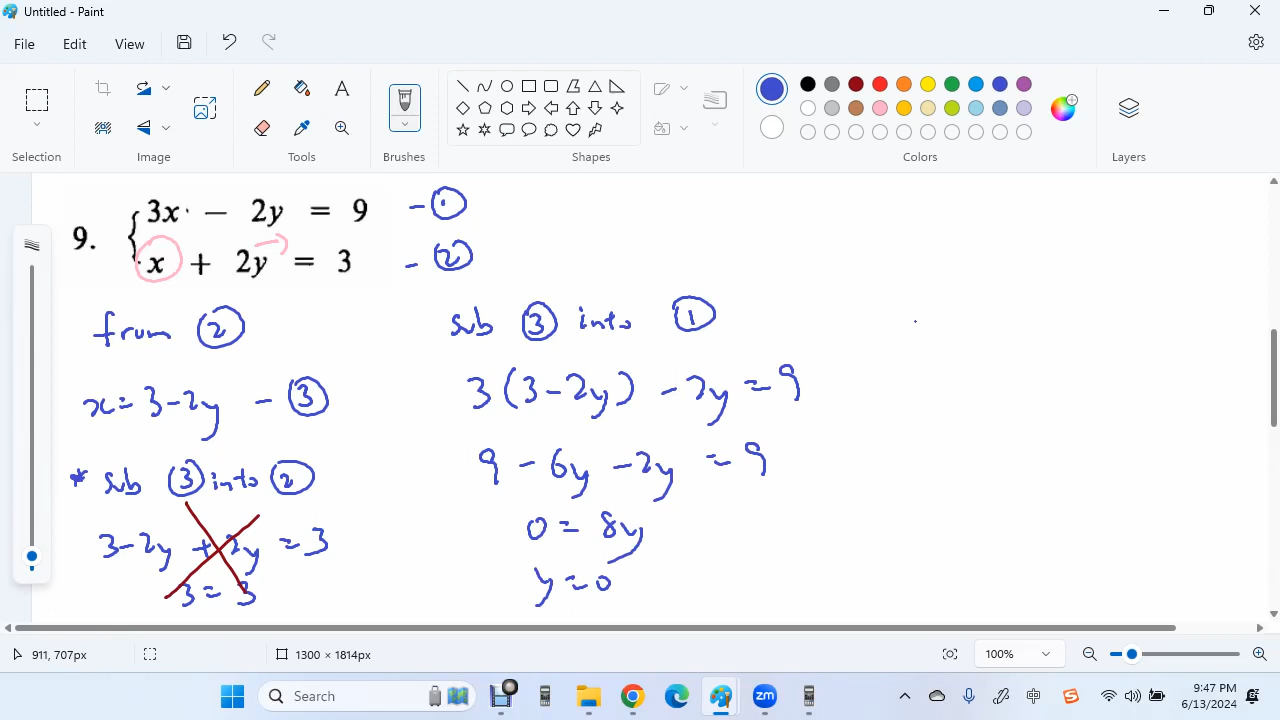 Untitled - Paint
File Edit View
Selection Image Tools Brushes Shapes Colors Layers
9. 3x - 2y = 9 - ①
x + 2y = 3 - ②
from ②
x = 3 - 2y - ③
* sub ③ into ②
3 - 2y + 2y = 3
3 = 3
sub ③ into ①
3 (3 - 2y) - 2y = 9
9 - 6y - 2y = 9
0 = 8y
y = 0
911, 707px 1300 × 1814px 100%
Search zm 中 S 9:47 PM
6/13/2024